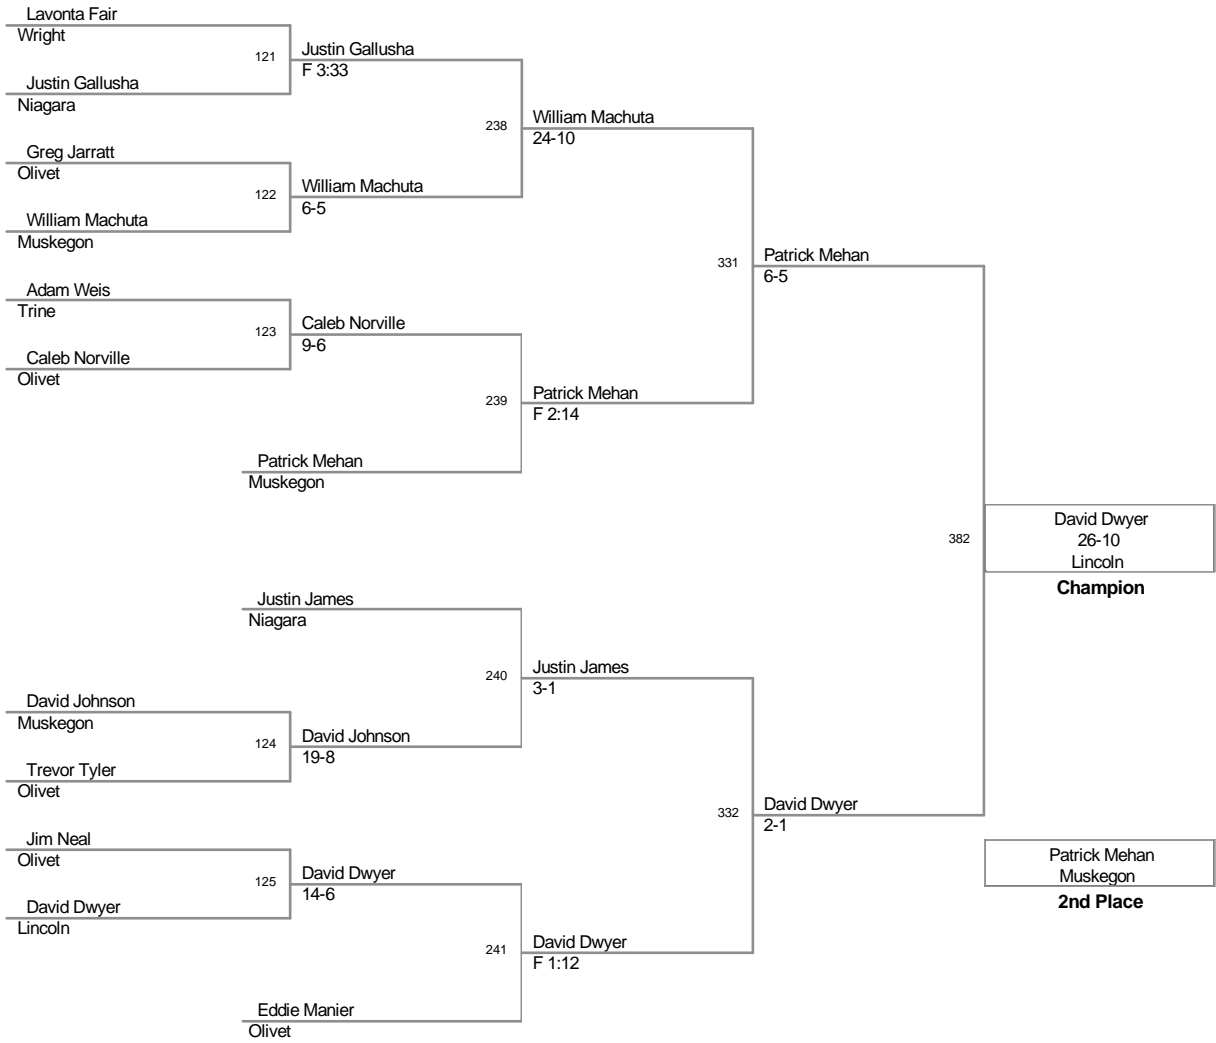 Lavonta Fair
Wright
121
Justin Gallusha
F 3:33
Justin Gallusha
Niagara
238
William Machuta
24-10
Greg Jarratt
Olivet
122
William Machuta
6-5
William Machuta
Muskegon
331
Patrick Mehan
6-5
Adam Weis
Trine
123
Caleb Norville
9-6
Caleb Norville
Olivet
239
Patrick Mehan
F 2:14
Patrick Mehan
Muskegon
382
David Dwyer
26-10
Lincoln
Champion
Justin James
Niagara
240
Justin James
3-1
David Johnson
Muskegon
124
David Johnson
19-8
Trevor Tyler
Olivet
332
David Dwyer
2-1
Jim Neal
Olivet
125
David Dwyer
14-6
David Dwyer
Lincoln
Patrick Mehan
Muskegon
2nd Place
241
David Dwyer
F 1:12
Eddie Manier
Olivet